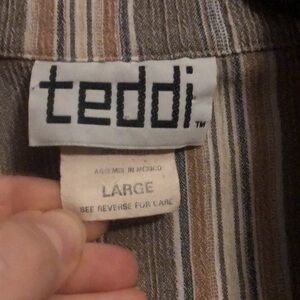 teddi™
ASSEMBLED IN MEXICO
LARGE
SEE REVERSE FOR CARE